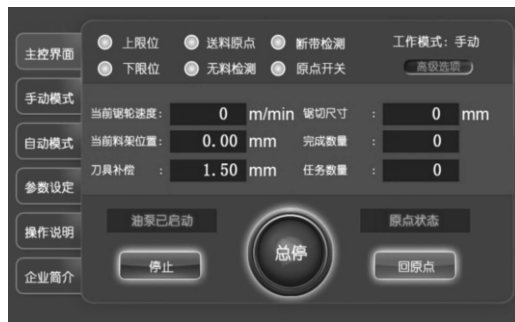 主控界面
手动模式
自动模式
参数设定
操作说明
企业简介
上限位 送料原点 断带检测 工作模式: 手动
下限位 无料检测 原点开关 高级选项
当前锯轮速度: 0 m/min 锯切尺寸 : 0 mm
当前料架位置: 0.00 mm 完成数量 : 0
刀具补偿 : 1.50 mm 任务数量 : 0
油泵已启动 原点状态
停止 总停 回原点